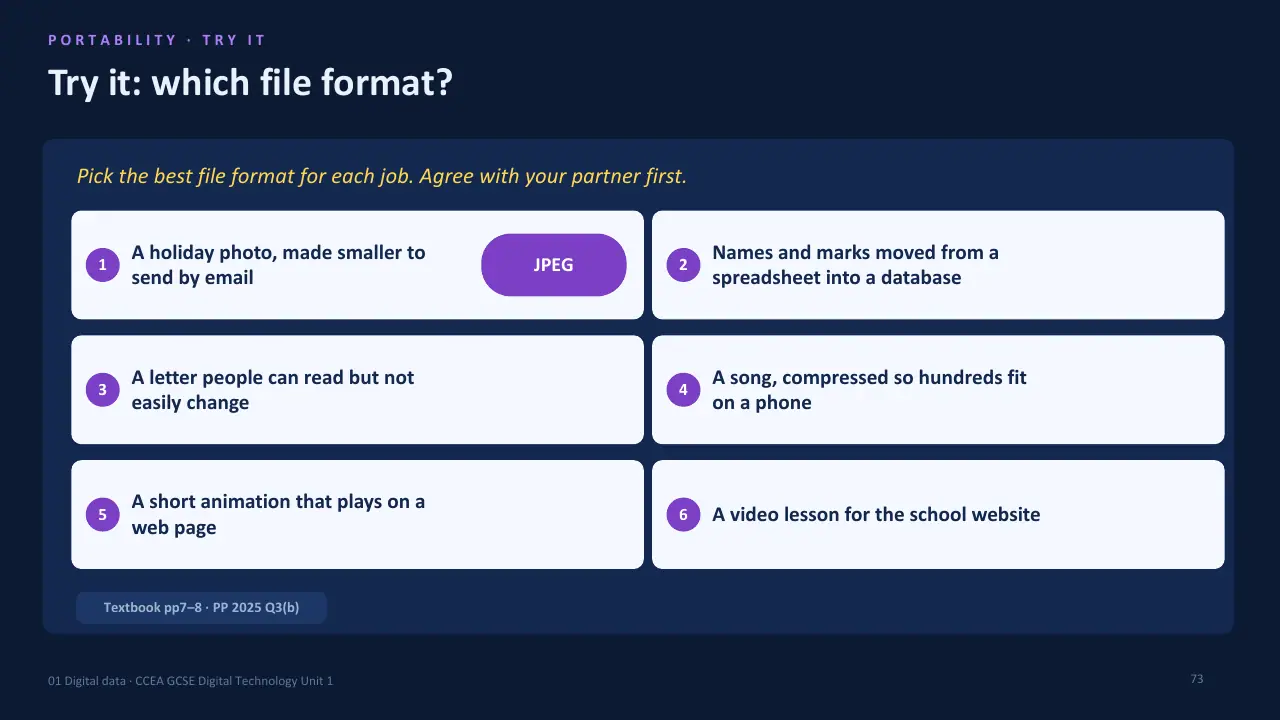 PORTABILITY · TRY IT
Try it: which file format?
Pick the best file format for each job. Agree with your partner first.
1
A holiday photo, made smaller to
send by email
JPEG
2
Names and marks moved from a
spreadsheet into a database
3
A letter people can read but not
easily change
4
A song, compressed so hundreds fit
on a phone
5
A short animation that plays on a
web page
6
A video lesson for the school website
Textbook pp7–8 · PP 2025 Q3(b)
01 Digital data · CCEA GCSE Digital Technology Unit 1
73